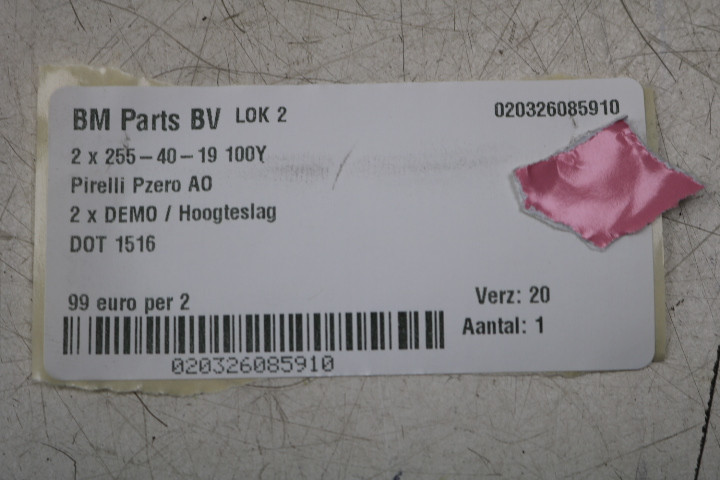 BM Parts BV LOK 2 020326085910
2 x 255-40-19 100Y
Pirelli Pzero AO
2 x DEMO / Hoogteslag
DOT 1516
99 euro per 2 Verz: 20
Aantal: 1
020326085910